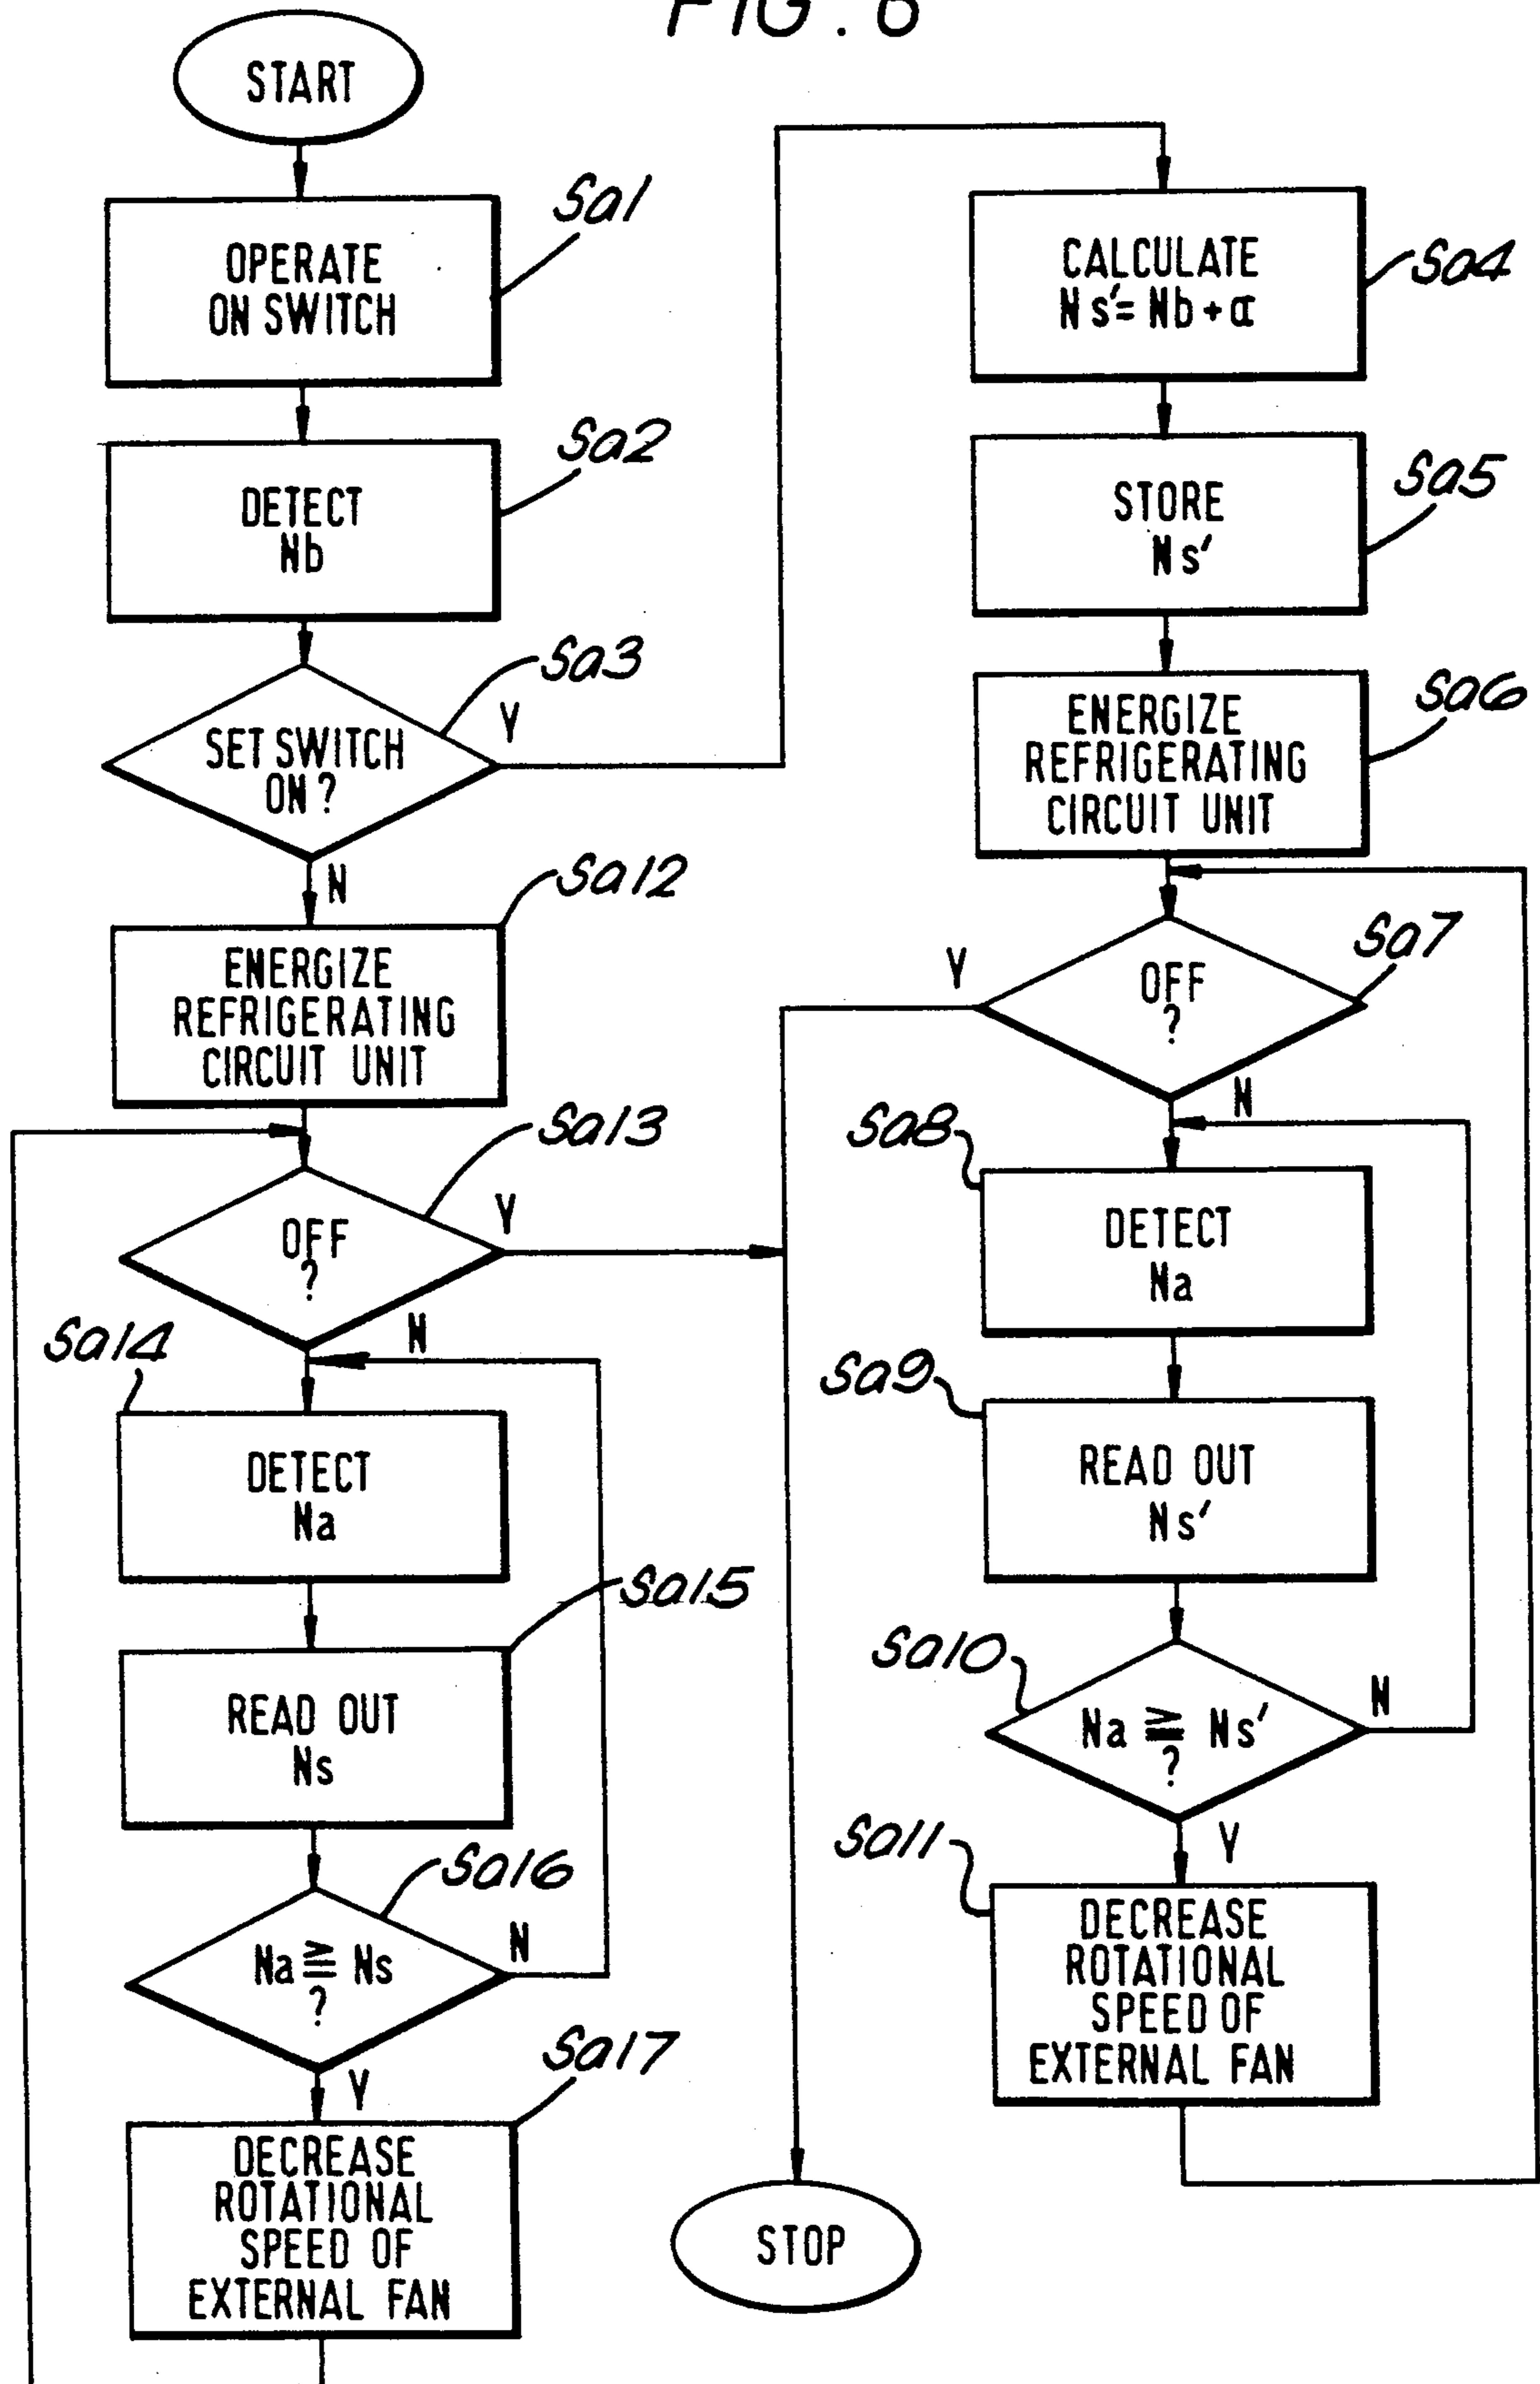 FIG. 6
START
Sa1
OPERATE
ON SWITCH
Sa2
DETECT
Nb
Sa3
SET SWITCH
ON ?
Y
N
Sa12
ENERGIZE
REFRIGERATING
CIRCUIT UNIT
Sa13
OFF
?
Y
N
Sa14
DETECT
Na
Sa15
READ OUT
Ns
Sa16
Na ≧ Ns
?
N
Y
Sa17
DECREASE
ROTATIONAL
SPEED OF
EXTERNAL FAN
CALCULATE
Ns′= Nb+α
Sa4
STORE
Ns′
Sa5
ENERGIZE
REFRIGERATING
CIRCUIT UNIT
Sa6
OFF
?
Sa7
Y
N
Sa8
DETECT
Na
Sa9
READ OUT
Ns′
Sa10
Na ≧ Ns′
?
N
Y
Sa11
DECREASE
ROTATIONAL
SPEED OF
EXTERNAL FAN
STOP